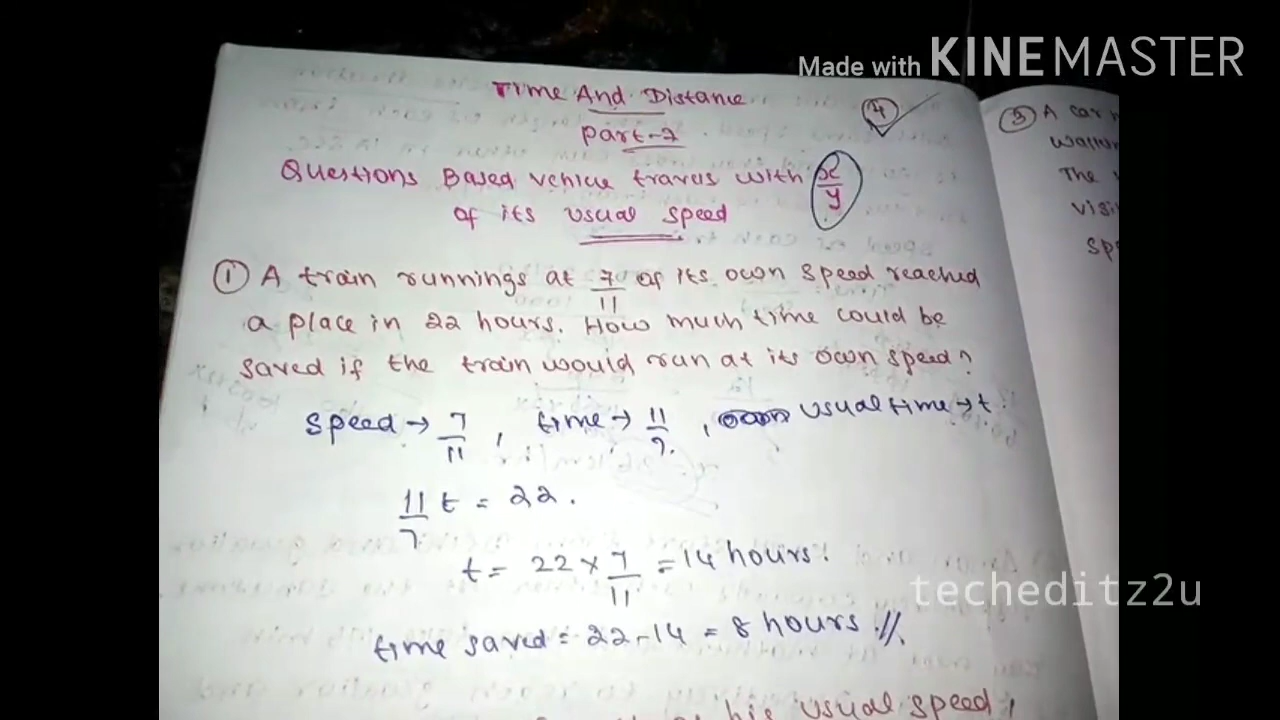 Made with KINEMASTER
Time And Distance
④
Part-7
Questions Based vehicle travels with x/y
of its usual speed
① A train runnings at 7/11 of its own speed reached
a place in 22 hours. How much time could be
saved if the train would run at its own speed?
Speed → 7/11 , time → 11/7. , usual time → t.
11/7 t = 22.
t = 22 × 7/11 = 14 hours.
time saved = 22-14 = 8 hours.//
his usual speed,
③ A car
The
visi
techeditz2u